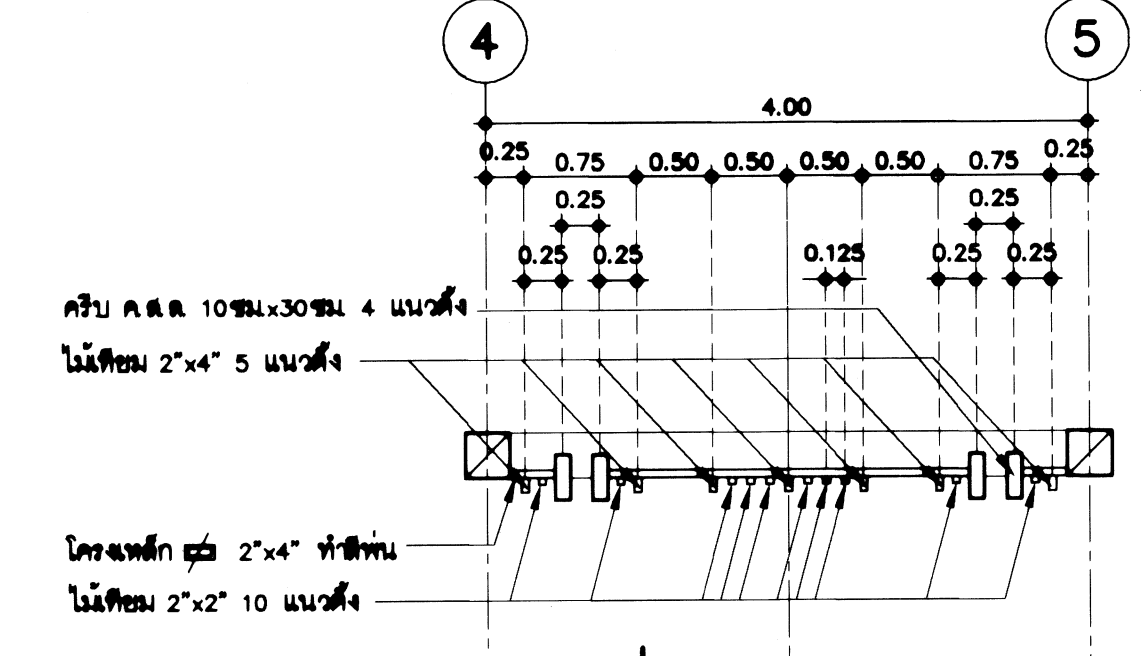 4 5
4.00
0.25 0.75 0.50 0.50 0.50 0.50 0.75 0.25
0.25 0.25
0.25 0.25 0.125 0.25 0.25
ครีบ ค.ส.ล. 10ซม.x30ซม. 4 แนวตั้ง
ไม้เทียม 2"x4" 5 แนวตั้ง
โครงเหล็ก 2"x4" ทำสีพ่น
ไม้เทียม 2"x2" 10 แนวตั้ง